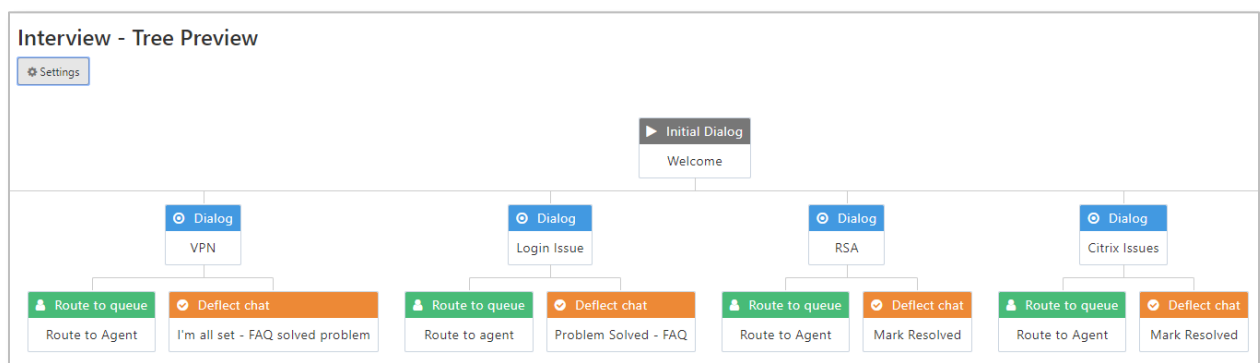 Interview - Tree Preview
Settings
Initial Dialog
Welcome
Dialog
VPN
Dialog
Login Issue
Dialog
RSA
Dialog
Citrix Issues
Route to queue
Route to Agent
Deflect chat
I'm all set - FAQ solved problem
Route to queue
Route to agent
Deflect chat
Problem Solved - FAQ
Route to queue
Route to Agent
Deflect chat
Mark Resolved
Route to queue
Route to Agent
Deflect chat
Mark Resolved